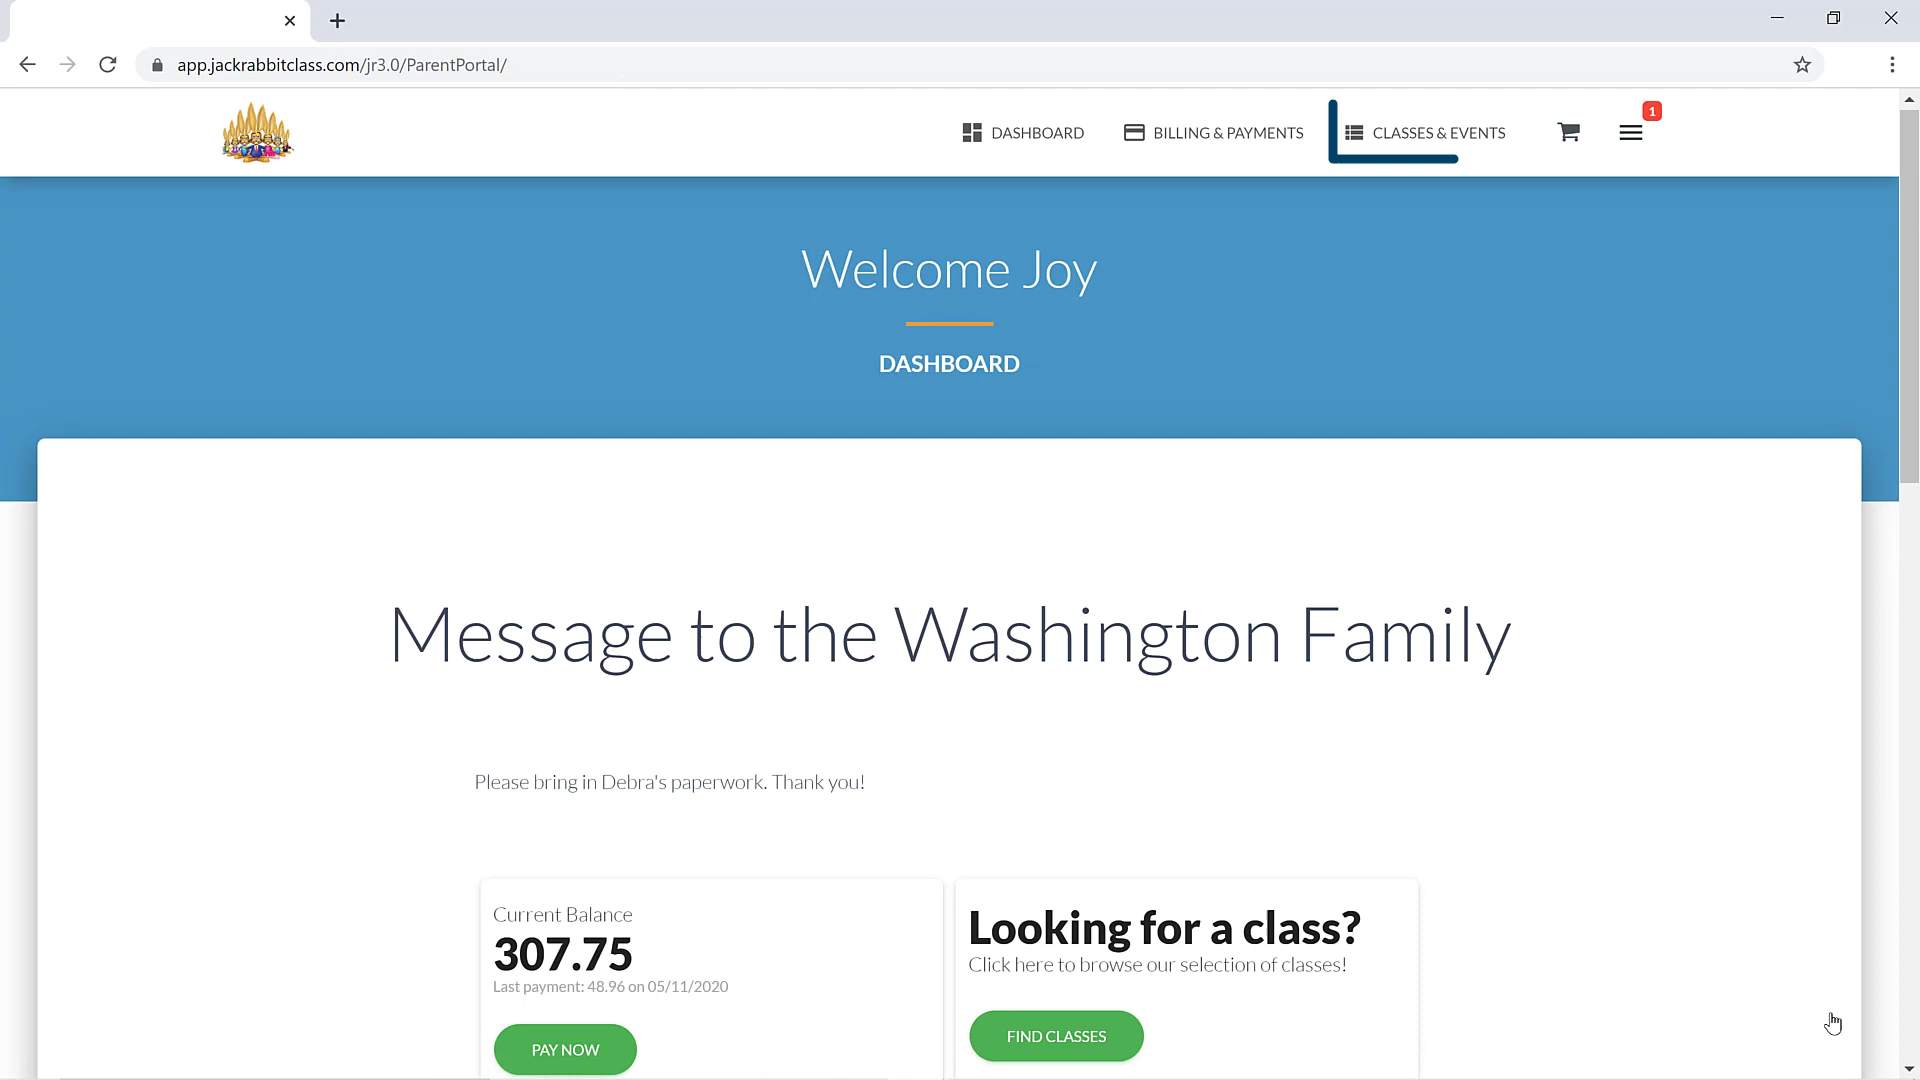 app.jackrabbitclass.com/jr3.0/ParentPortal/
DASHBOARD
BILLING & PAYMENTS
CLASSES & EVENTS
1
Welcome Joy
DASHBOARD
Message to the Washington Family
Please bring in Debra's paperwork. Thank you!
Current Balance
307.75
Last payment: 48.96 on 05/11/2020
PAY NOW
Looking for a class?
Click here to browse our selection of classes!
FIND CLASSES